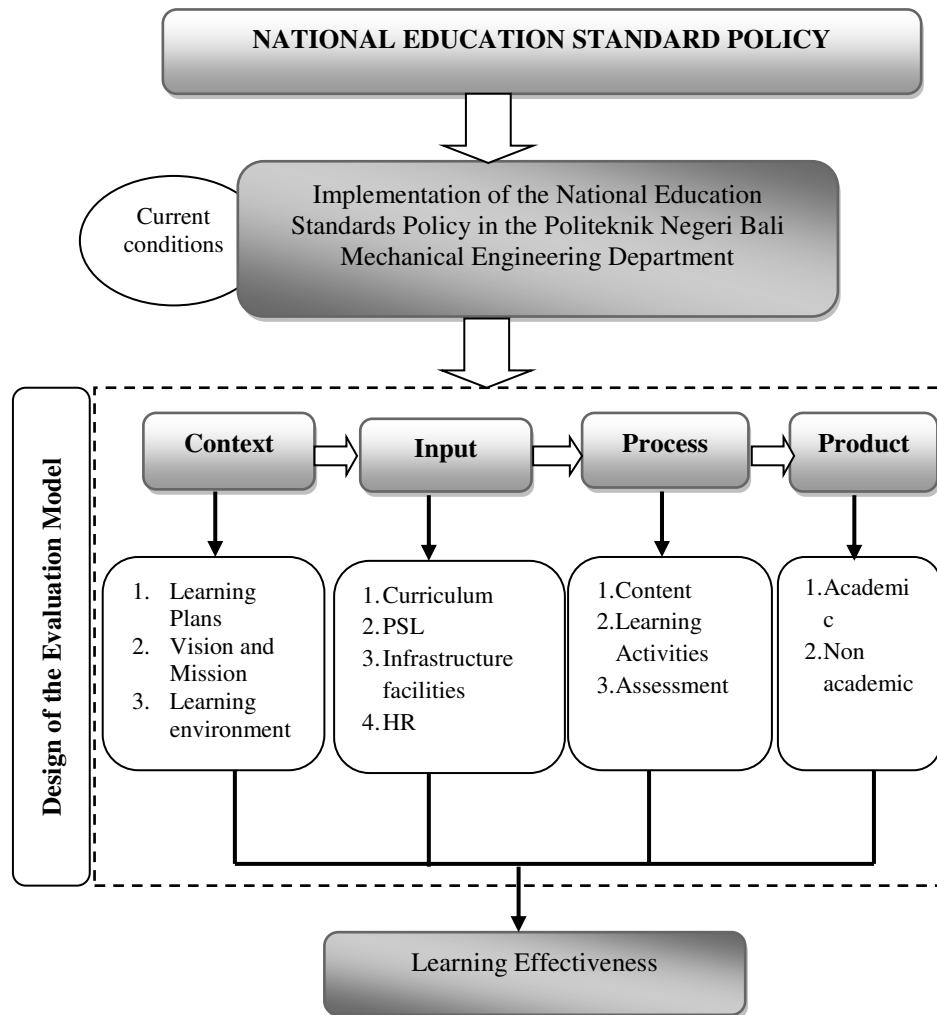 NATIONAL EDUCATION STANDARD POLICY
Current
conditions
Implementation of the National Education
Standards Policy in the Politeknik Negeri Bali
Mechanical Engineering Department
Design of the Evaluation Model
Context
Input
Process
Product
1. Learning
Plans
2. Vision and
Mission
3. Learning
environment
1. Curriculum
2. PSL
3. Infrastructure
facilities
4. HR
1. Content
2. Learning
Activities
3. Assessment
1. Academi
c
2. Non
academic
Learning Effectiveness